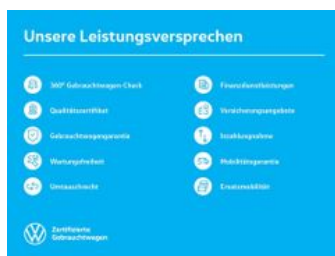 Unsere Leistungsversprechen
360° Gebrauchtwagen-Check
Qualitätszertifikat
Gebrauchtwagengarantie
Wartungsfreiheit
Umtauschrecht
Finanzdienstleistungen
Versicherungsangebote
Inzahlungnahme
Mobilitätsgarantie
Ersatzmobilität
Zertifizierte
Gebrauchtwagen